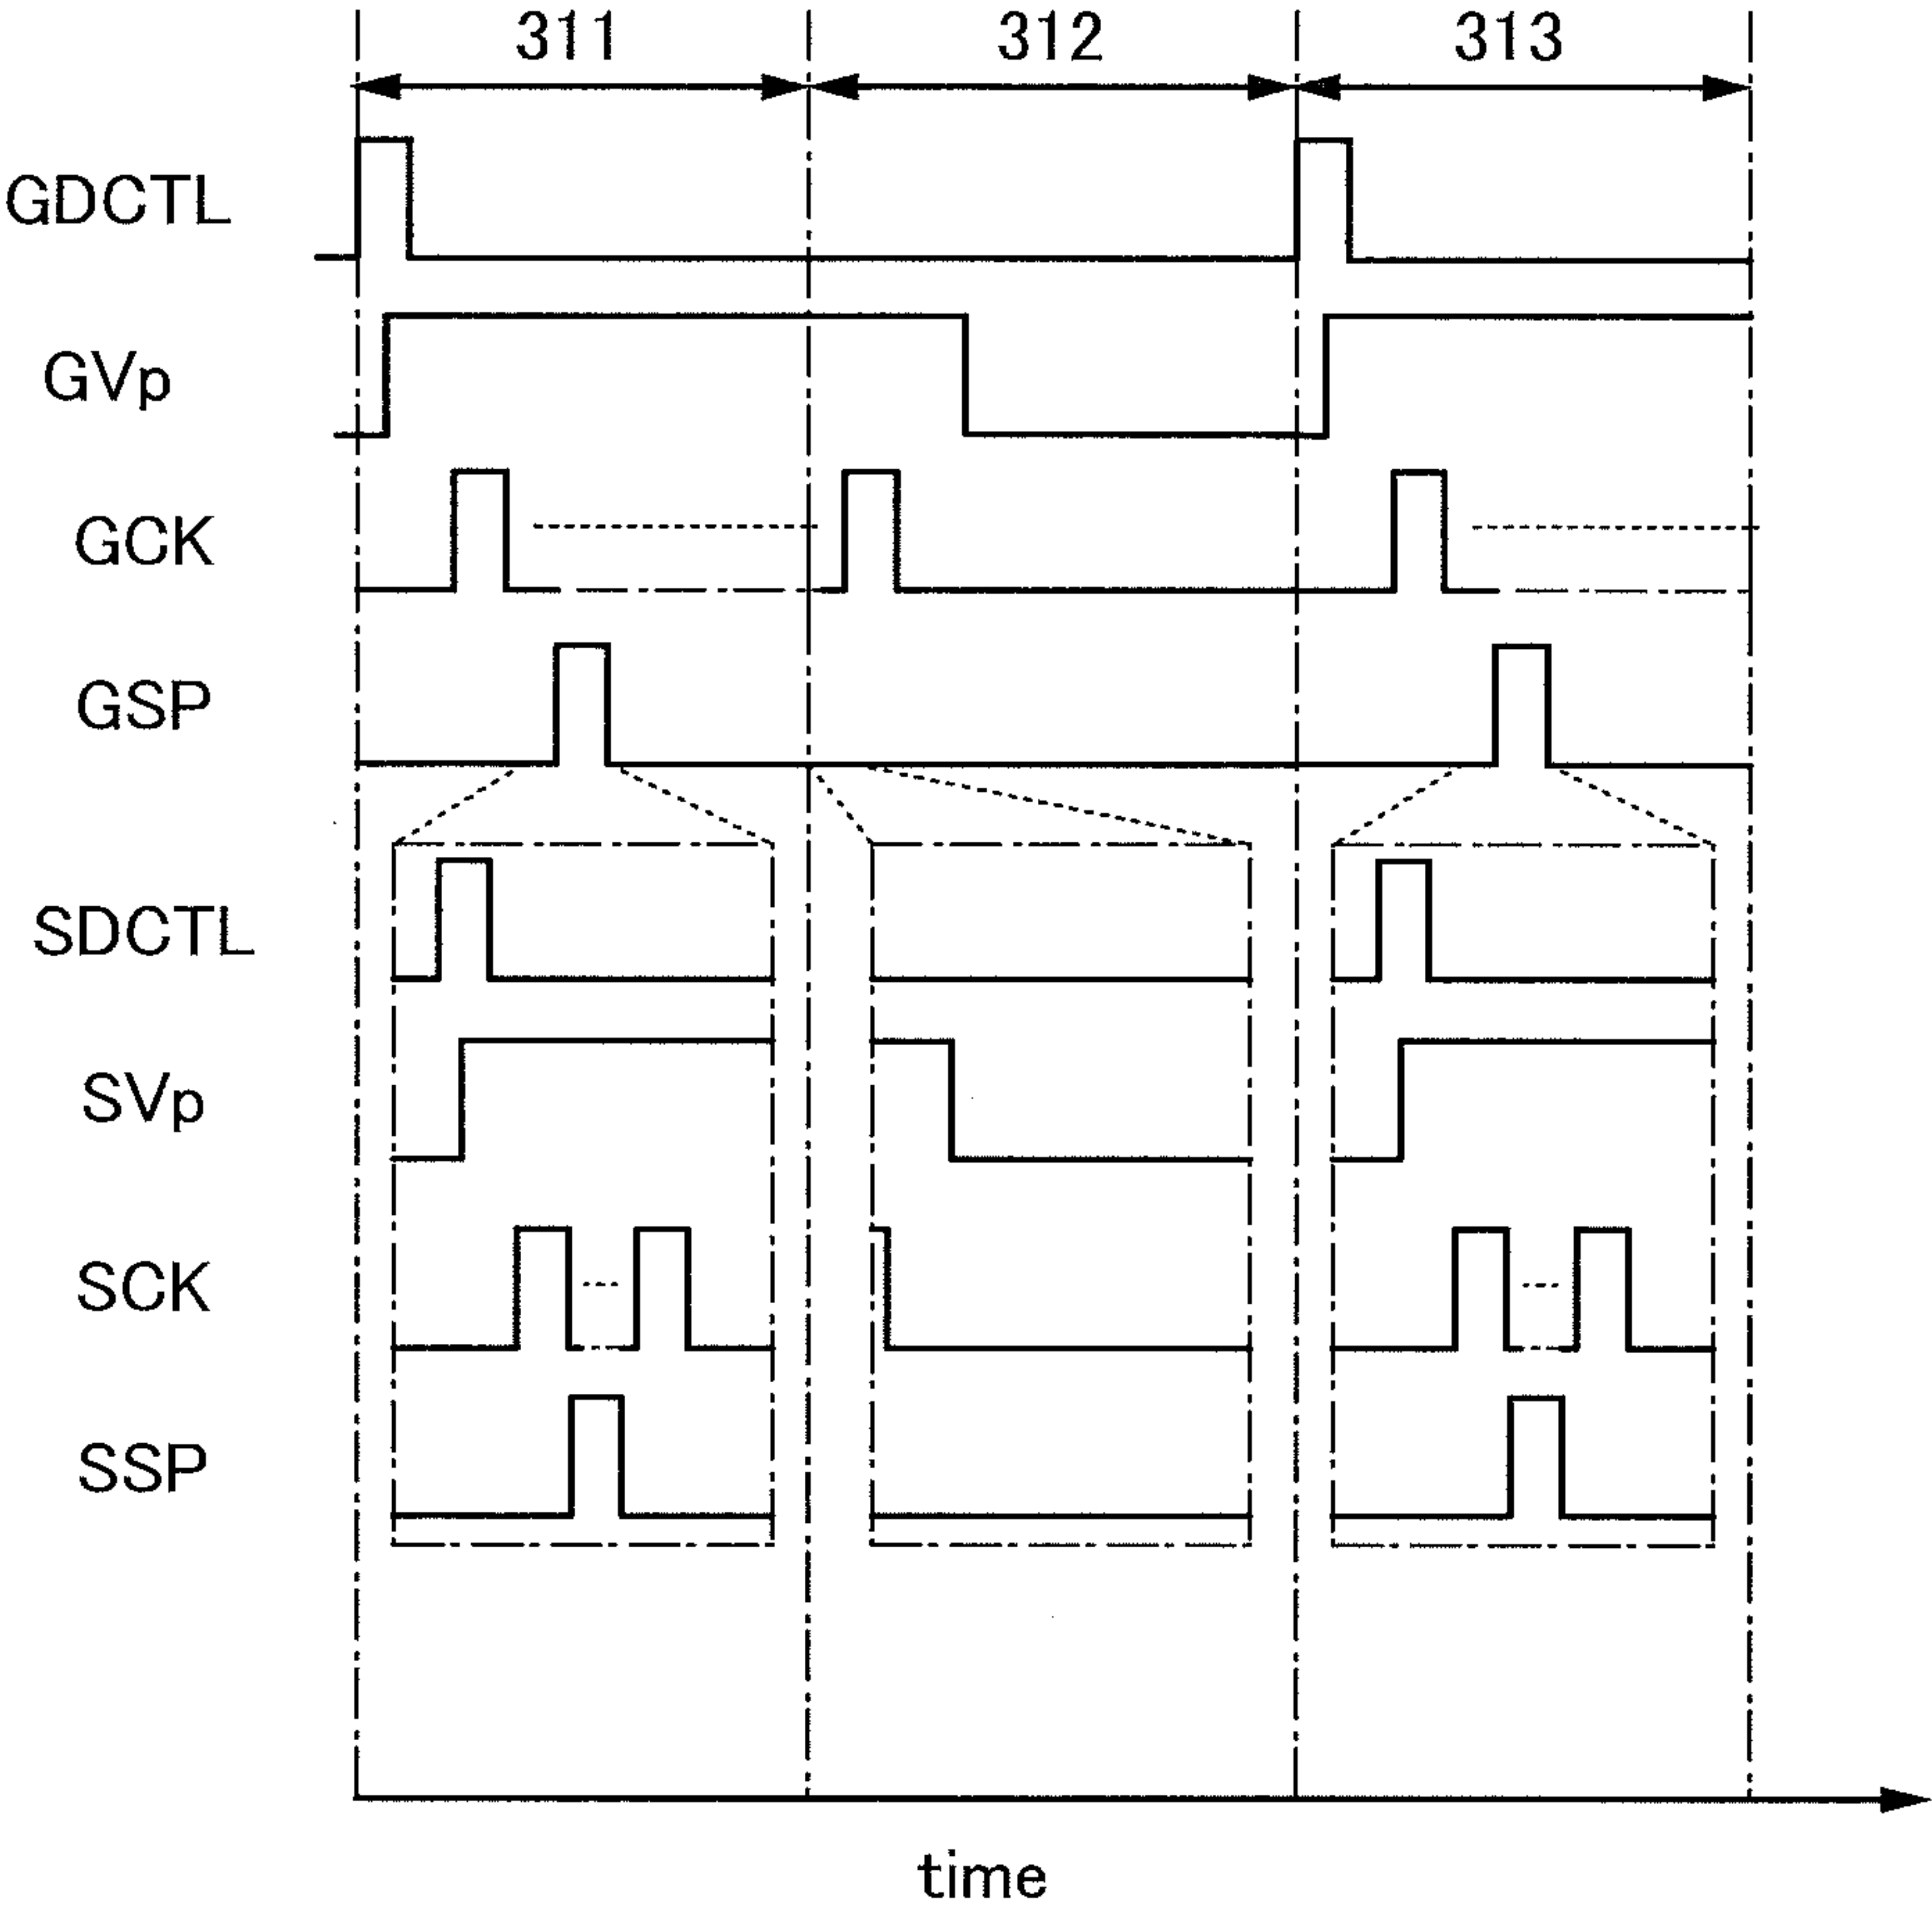 311 312 313
GDCTL
GVp
GCK
GSP
SDCTL
SVp
SCK
SSP
time